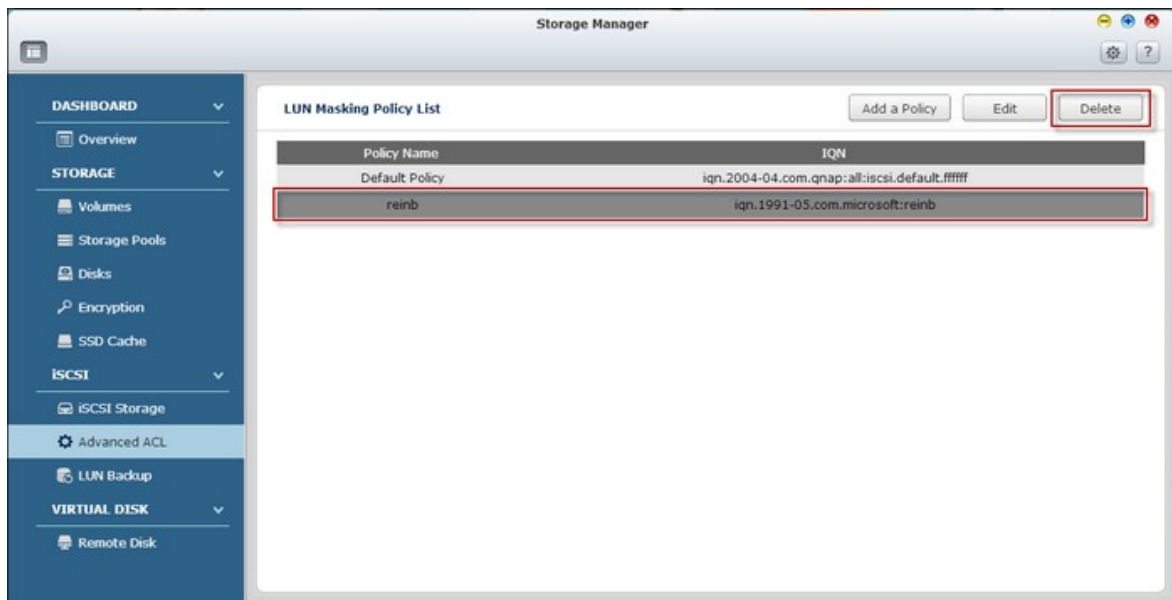 Storage Manager
?
DASHBOARD
Overview
STORAGE
Volumes
Storage Pools
Disks
Encryption
SSD Cache
iSCSI
iSCSI Storage
Advanced ACL
LUN Backup
VIRTUAL DISK
Remote Disk
LUN Masking Policy List Add a Policy Edit Delete
Policy Name IQN
Default Policy iqn.2004-04.com.qnap:all:iscsi.default.ffffff
reinb iqn.1991-05.com.microsoft:reinb